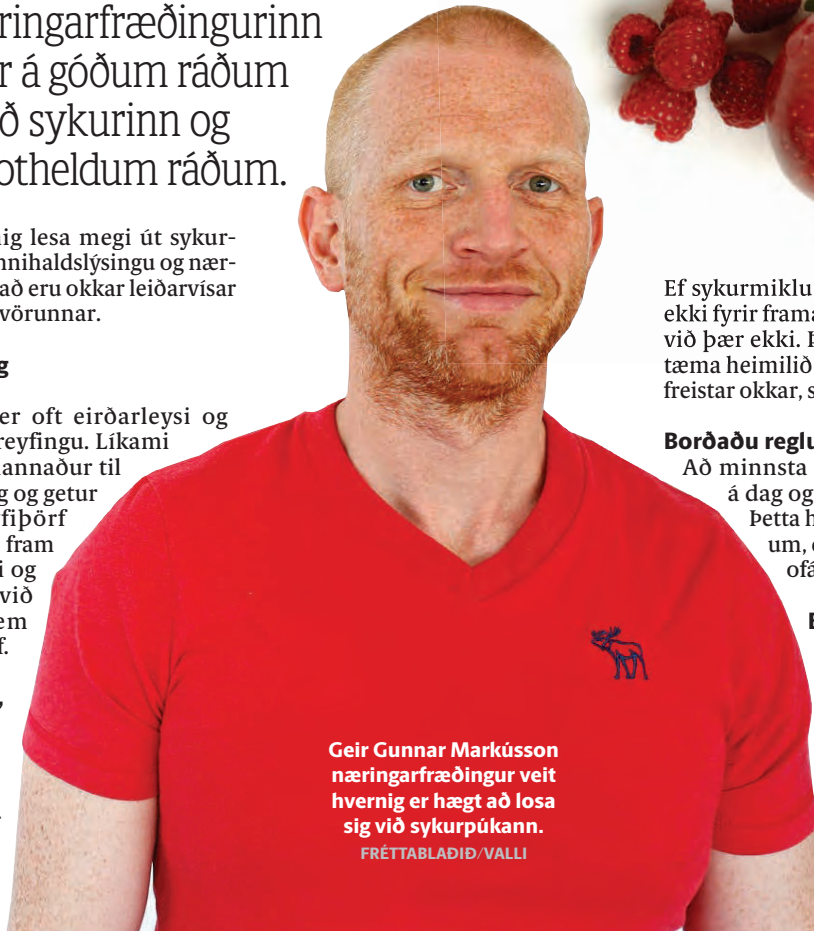 ringarfræðingurinn
r á góðum ráðum
ð sykurinn og
otheldum ráðum.
ig lesa megi út sykur-
nnihaldslýsingu og nær-
að eru okkar leiðarvísar
vörunnar.
g
er oft eirðarleysi og
reyfingu. Líkami
annaður til
g og getur
fiþörf
fram
i og
við
em
f.
Ef sykurmiklu
ekki fyrir frama
við þær ekki. Þ
tæma heimilið
freistar okkar, s
Borðaðu reglu
Að minnsta
á dag og
Þetta h
um, e
ofá
E
Geir Gunnar Markússon
næringarfræðingur veit
hvernig er hægt að losa
sig við sykurpúkann.
FRÉTTABLAÐIÐ/VALLI